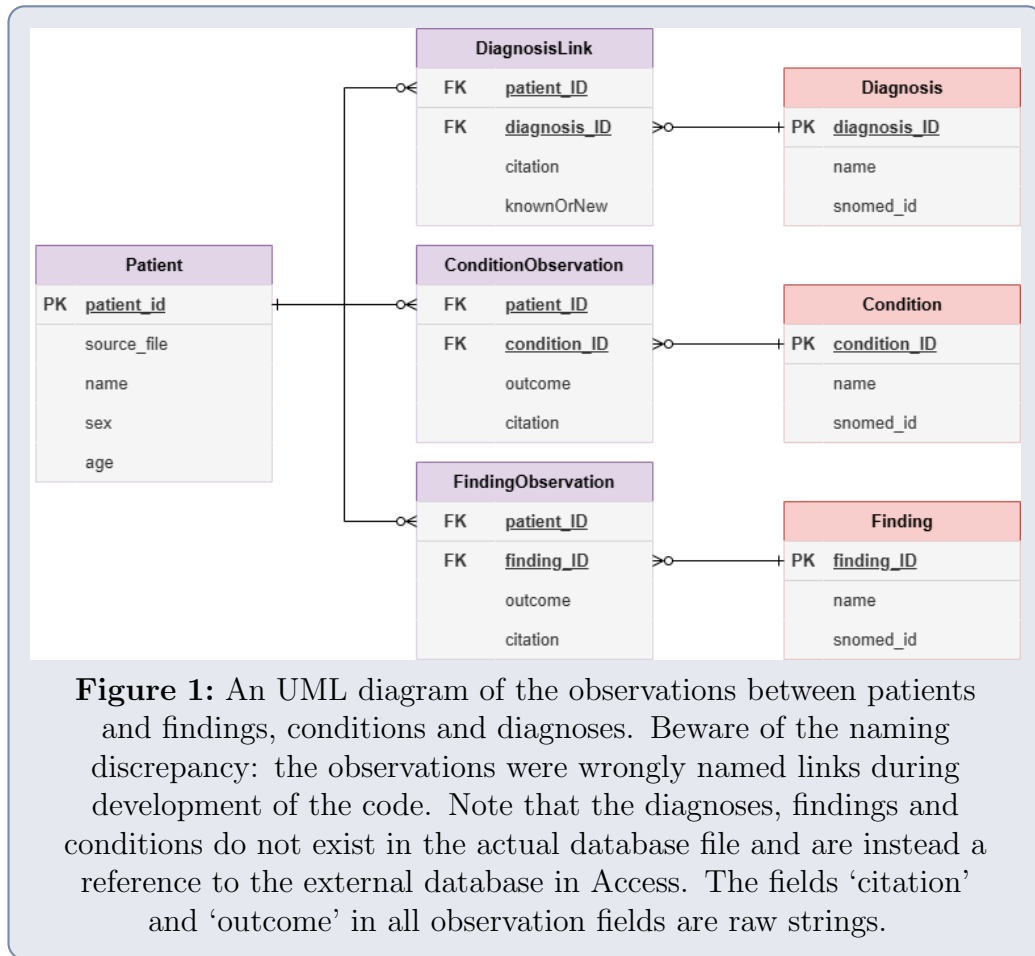 DiagnosisLink
FK patient_ID
FK diagnosis_ID
citation
knownOrNew
Diagnosis
PK diagnosis_ID
name
snomed_id
Patient
PK patient_id
source_file
name
sex
age
ConditionObservation
FK patient_ID
FK condition_ID
outcome
citation
Condition
PK condition_ID
name
snomed_id
FindingObservation
FK patient_ID
FK finding_ID
outcome
citation
Finding
PK finding_ID
name
snomed_id
Figure 1: An UML diagram of the observations between patients
and findings, conditions and diagnoses. Beware of the naming
discrepancy: the observations were wrongly named links during
development of the code. Note that the diagnoses, findings and
conditions do not exist in the actual database file and are instead a
reference to the external database in Access. The fields ‘citation’
and ‘outcome’ in all observation fields are raw strings.